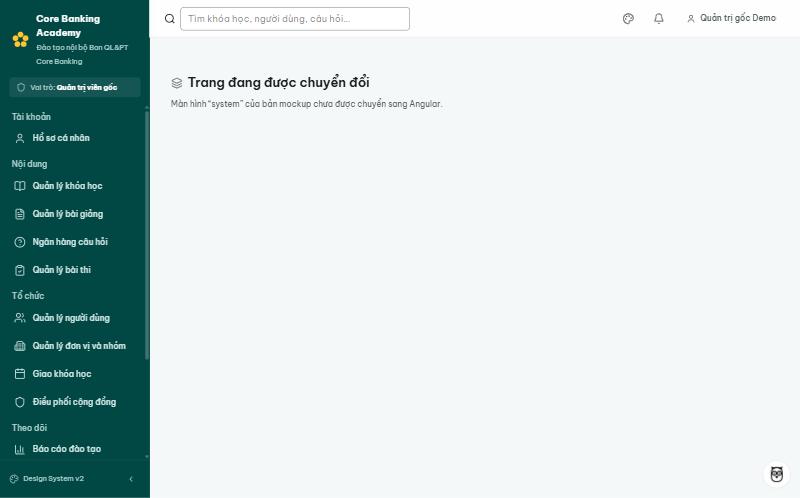 Core Banking
Academy
Đào tạo nội bộ Ban QL&PT
Core Banking
Vai trò: Quản trị viên gốc
Tài khoản
Hồ sơ cá nhân
Nội dung
Quản lý khóa học
Quản lý bài giảng
Ngân hàng câu hỏi
Quản lý bài thi
Tổ chức
Quản lý người dùng
Quản lý đơn vị và nhóm
Giao khóa học
Điều phối cộng đồng
Theo dõi
Báo cáo đào tạo
Design System v2
Tìm khóa học, người dùng, câu hỏi...
Quản trị gốc Demo
Trang đang được chuyển đổi
Màn hình "system" của bản mockup chưa được chuyển sang Angular.